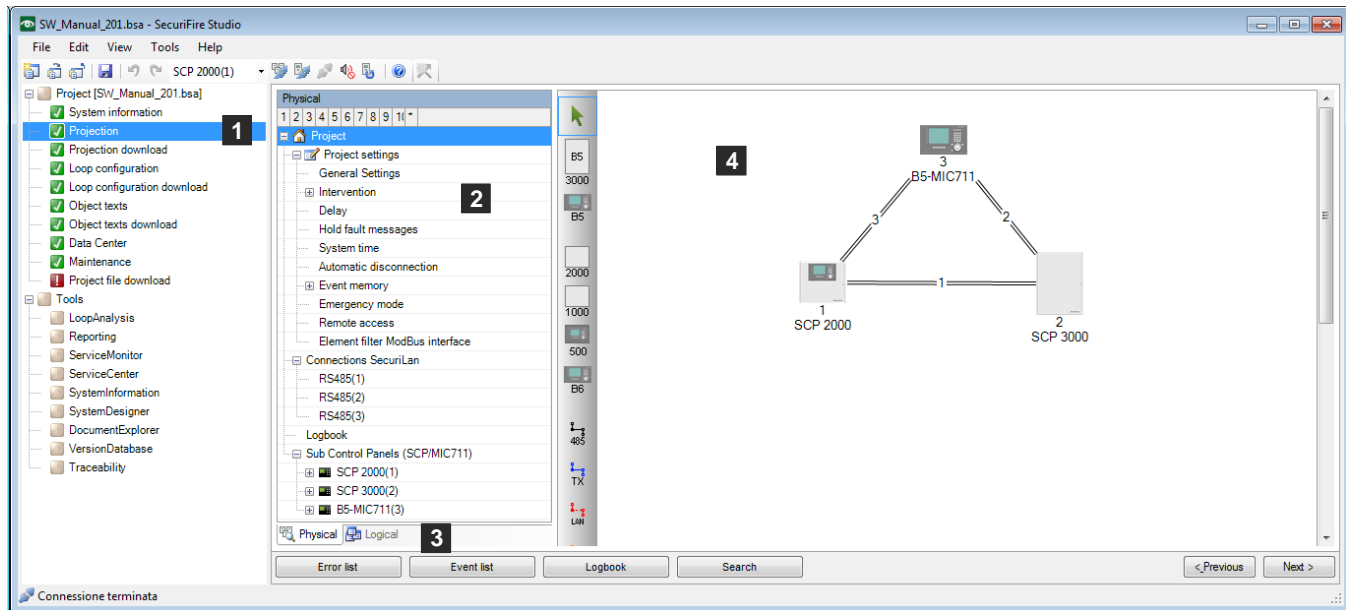 SW_Manual_201.bsa - SecuriFire Studio
File Edit View Tools Help
SCP 2000(1)
Project [SW_Manual_201.bsa]
System information
Projection
Projection download
Loop configuration
Loop configuration download
Object texts
Object texts download
Data Center
Maintenance
Project file download
Tools
LoopAnalysis
Reporting
ServiceMonitor
ServiceCenter
SystemInformation
SystemDesigner
DocumentExplorer
VersionDatabase
Traceability
1
Physical
1 2 3 4 5 6 7 8 9 1( *
Project
Project settings
General Settings
Intervention
Delay
Hold fault messages
System time
Automatic disconnection
Event memory
Emergency mode
Remote access
Element filter ModBus interface
Connections SecuriLan
RS485(1)
RS485(2)
RS485(3)
Logbook
Sub Control Panels (SCP/MIC711)
SCP 2000(1)
SCP 3000(2)
B5-MIC711(3)
2
Physical Logical
3
B5
3000
B5
2000
1000
500
B6
485
TX
LAN
4
3
B5-MIC711
3
2
1
1
SCP 2000
2
SCP 3000
Error list Event list Logbook Search < Previous Next >
Connessione terminata